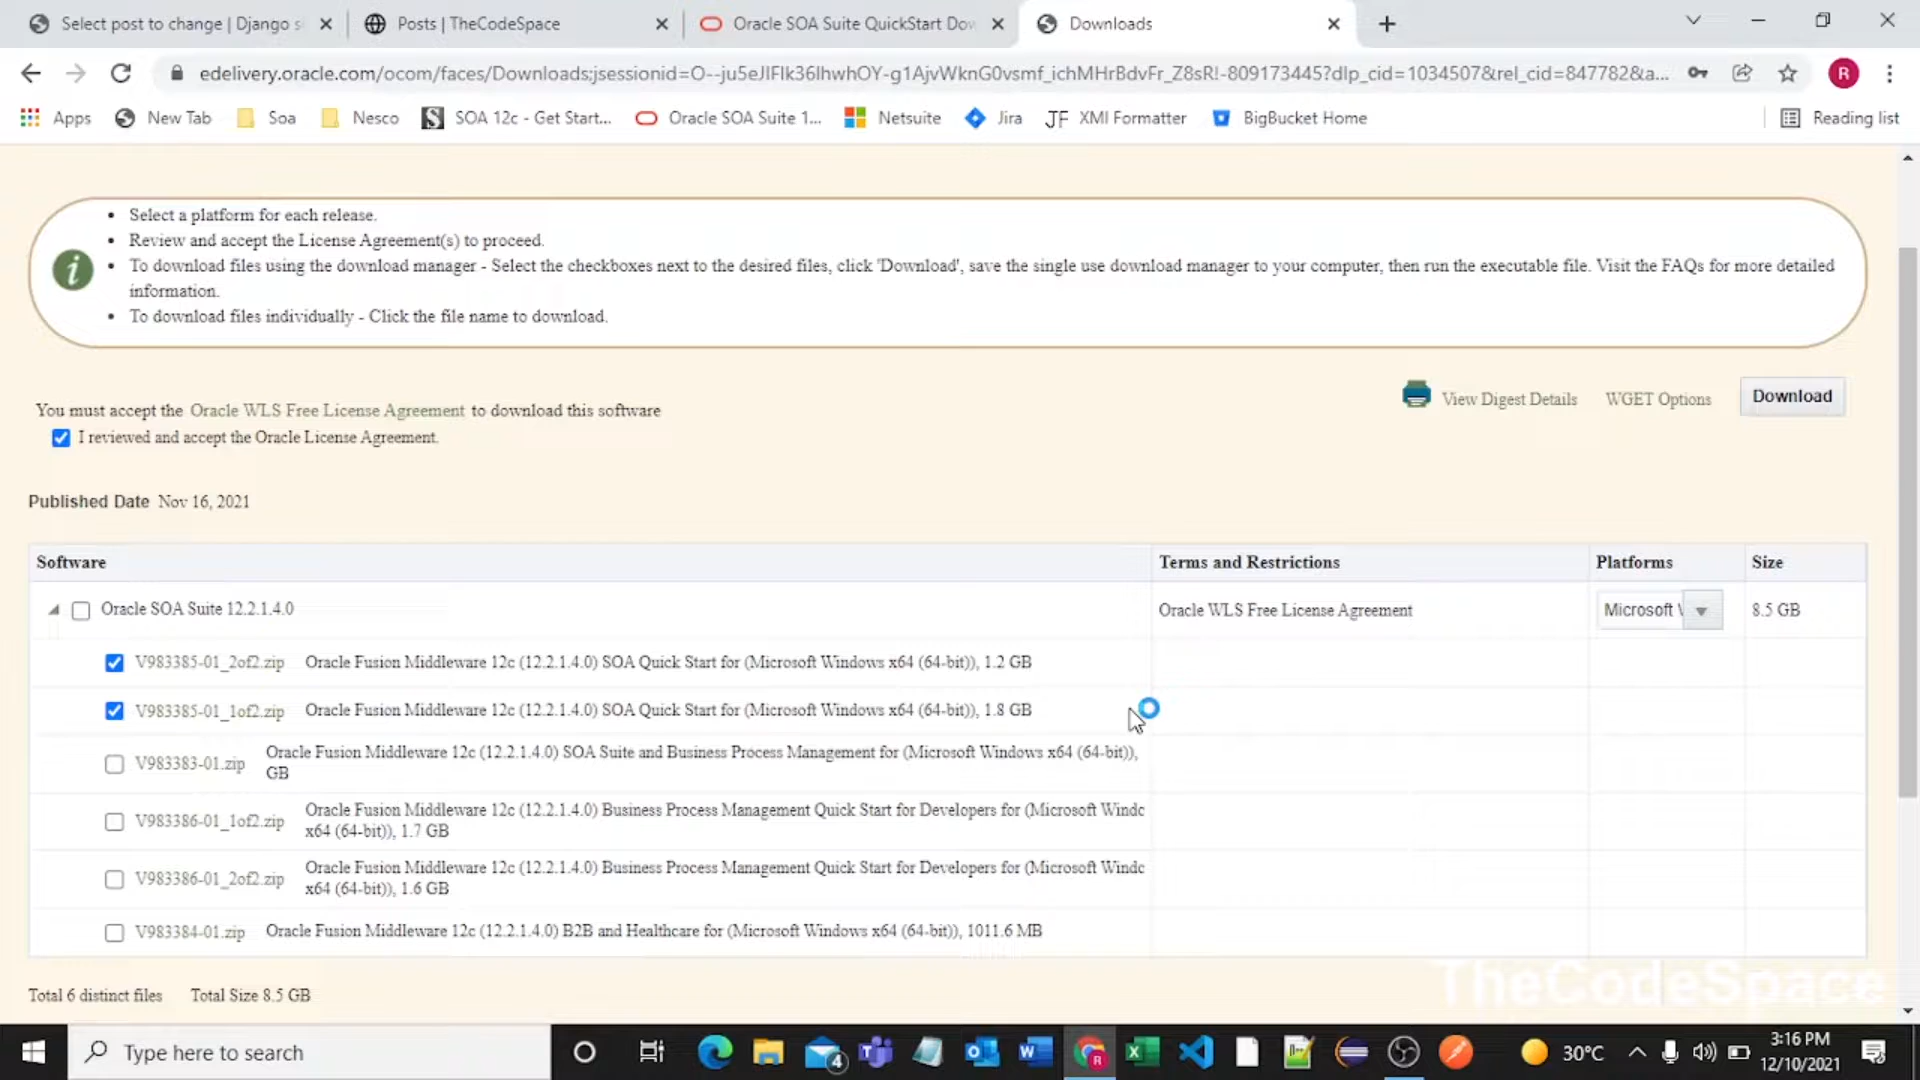 Select post to change | Django s
Posts | TheCodeSpace
Oracle SOA Suite QuickStart Dow
Downloads
edelivery.oracle.com/ocom/faces/Downloads;jsessionid=O--ju5eJIFlk36lhwhOY-g1AjvWknG0vsmf_ichMHrBdvFr_Z8sR!-809173445?dlp_cid=1034507&rel_cid=847782&a...
R
Apps
New Tab
Soa
Nesco
SOA 12c - Get Start...
Oracle SOA Suite 1...
Netsuite
Jira
JF XMl Formatter
BigBucket Home
Reading list
• Select a platform for each release.
• Review and accept the License Agreement(s) to proceed.
• To download files using the download manager - Select the checkboxes next to the desired files, click 'Download', save the single use download manager to your computer, then run the executable file. Visit the FAQs for more detailed
information.
• To download files individually - Click the file name to download.
You must accept the Oracle WLS Free License Agreement to download this software
View Digest Details
WGET Options
Download
I reviewed and accept the Oracle License Agreement.
Published Date Nov 16, 2021
Software
Terms and Restrictions
Platforms
Size
Oracle SOA Suite 12.2.1.4.0
Oracle WLS Free License Agreement
Microsoft
8.5 GB
V983385-01_2of2.zip Oracle Fusion Middleware 12c (12.2.1.4.0) SOA Quick Start for (Microsoft Windows x64 (64-bit)), 1.2 GB
V983385-01_1of2.zip Oracle Fusion Middleware 12c (12.2.1.4.0) SOA Quick Start for (Microsoft Windows x64 (64-bit)), 1.8 GB
V983383-01.zip Oracle Fusion Middleware 12c (12.2.1.4.0) SOA Suite and Business Process Management for (Microsoft Windows x64 (64-bit)),
GB
V983386-01_1of2.zip Oracle Fusion Middleware 12c (12.2.1.4.0) Business Process Management Quick Start for Developers for (Microsoft Windc
x64 (64-bit)), 1.7 GB
V983386-01_2of2.zip Oracle Fusion Middleware 12c (12.2.1.4.0) Business Process Management Quick Start for Developers for (Microsoft Windc
x64 (64-bit)), 1.6 GB
V983384-01.zip Oracle Fusion Middleware 12c (12.2.1.4.0) B2B and Healthcare for (Microsoft Windows x64 (64-bit)), 1011.6 MB
Total 6 distinct files Total Size 8.5 GB
TheCodeSpace
Type here to search
4
30°C
3:16 PM
12/10/2021